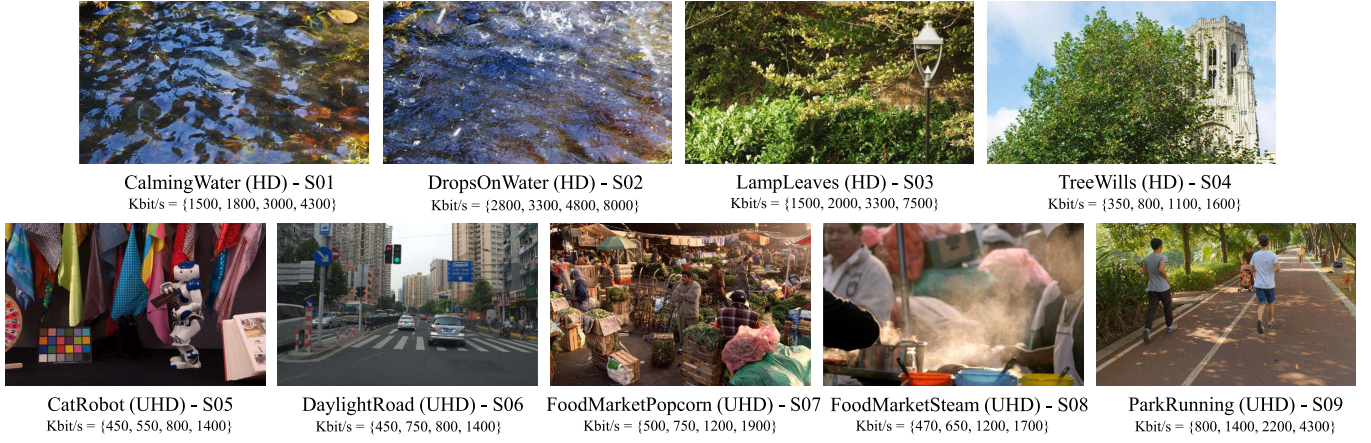 CalmingWater (HD) - S01
Kbit/s = {1500, 1800, 3000, 4300}
DropsOnWater (HD) - S02
Kbit/s = {2800, 3300, 4800, 8000}
LampLeaves (HD) - S03
Kbit/s = {1500, 2000, 3300, 7500}
TreeWills (HD) - S04
Kbit/s = {350, 800, 1100, 1600}
CatRobot (UHD) - S05
Kbit/s = {450, 550, 800, 1400}
DaylightRoad (UHD) - S06
Kbit/s = {450, 750, 800, 1400}
FoodMarketPopcorn (UHD) - S07
Kbit/s = {500, 750, 1200, 1900}
FoodMarketSteam (UHD) - S08
Kbit/s = {470, 650, 1200, 1700}
ParkRunning (UHD) - S09
Kbit/s = {800, 1400, 2200, 4300}